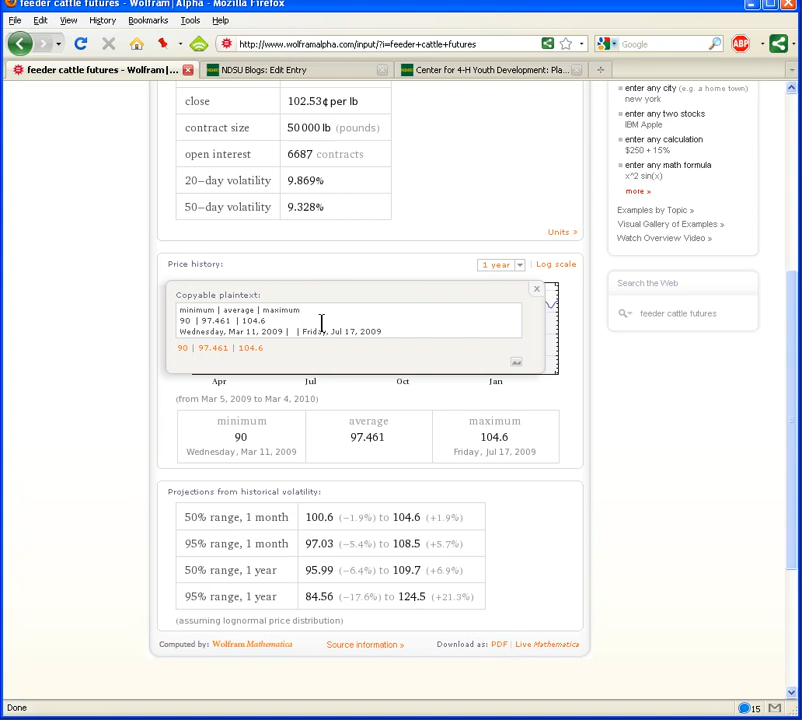 feeder cattle futures - Wolfram|Alpha - Mozilla Firefox
File Edit View History Bookmarks Tools Help
http://www.wolframalpha.com/input/?i=feeder+cattle+futures
Google
ABP
feeder cattle futures - Wolfram|... NDSU Blogs: Edit Entry Center for 4-H Youth Development: Pla...
close 102.53¢ per lb
contract size 50000 lb (pounds)
open interest 6687 contracts
20–day volatility 9.869%
50–day volatility 9.328%
Units »
enter any city (e.g. a home town)
new york
enter any two stocks
IBM Apple
enter any calculation
$250 + 15%
enter any math formula
x^2 sin(x)
more »
Examples by Topic »
Visual Gallery of Examples »
Watch Overview Video »
Search the Web
feeder cattle futures
Price history: 1 year Log scale
Copyable plaintext:
minimum | average | maximum
90 | 97.461 | 104.6
Wednesday, Mar 11, 2009 | | Friday, Jul 17, 2009
90 | 97.461 | 104.6
Apr Jul Oct Jan
(from Mar 5, 2009 to Mar 4, 2010)
minimum average maximum
90 97.461 104.6
Wednesday, Mar 11, 2009 Friday, Jul 17, 2009
Projections from historical volatility:
50% range, 1 month 100.6 (−1.9%) to 104.6 (+1.9%)
95% range, 1 month 97.03 (−5.4%) to 108.5 (+5.7%)
50% range, 1 year 95.99 (−6.4%) to 109.7 (+6.9%)
95% range, 1 year 84.56 (−17.6%) to 124.5 (+21.3%)
(assuming lognormal price distribution)
Computed by: Wolfram Mathematica Source information » Download as: PDF | Live Mathematica
Done 15